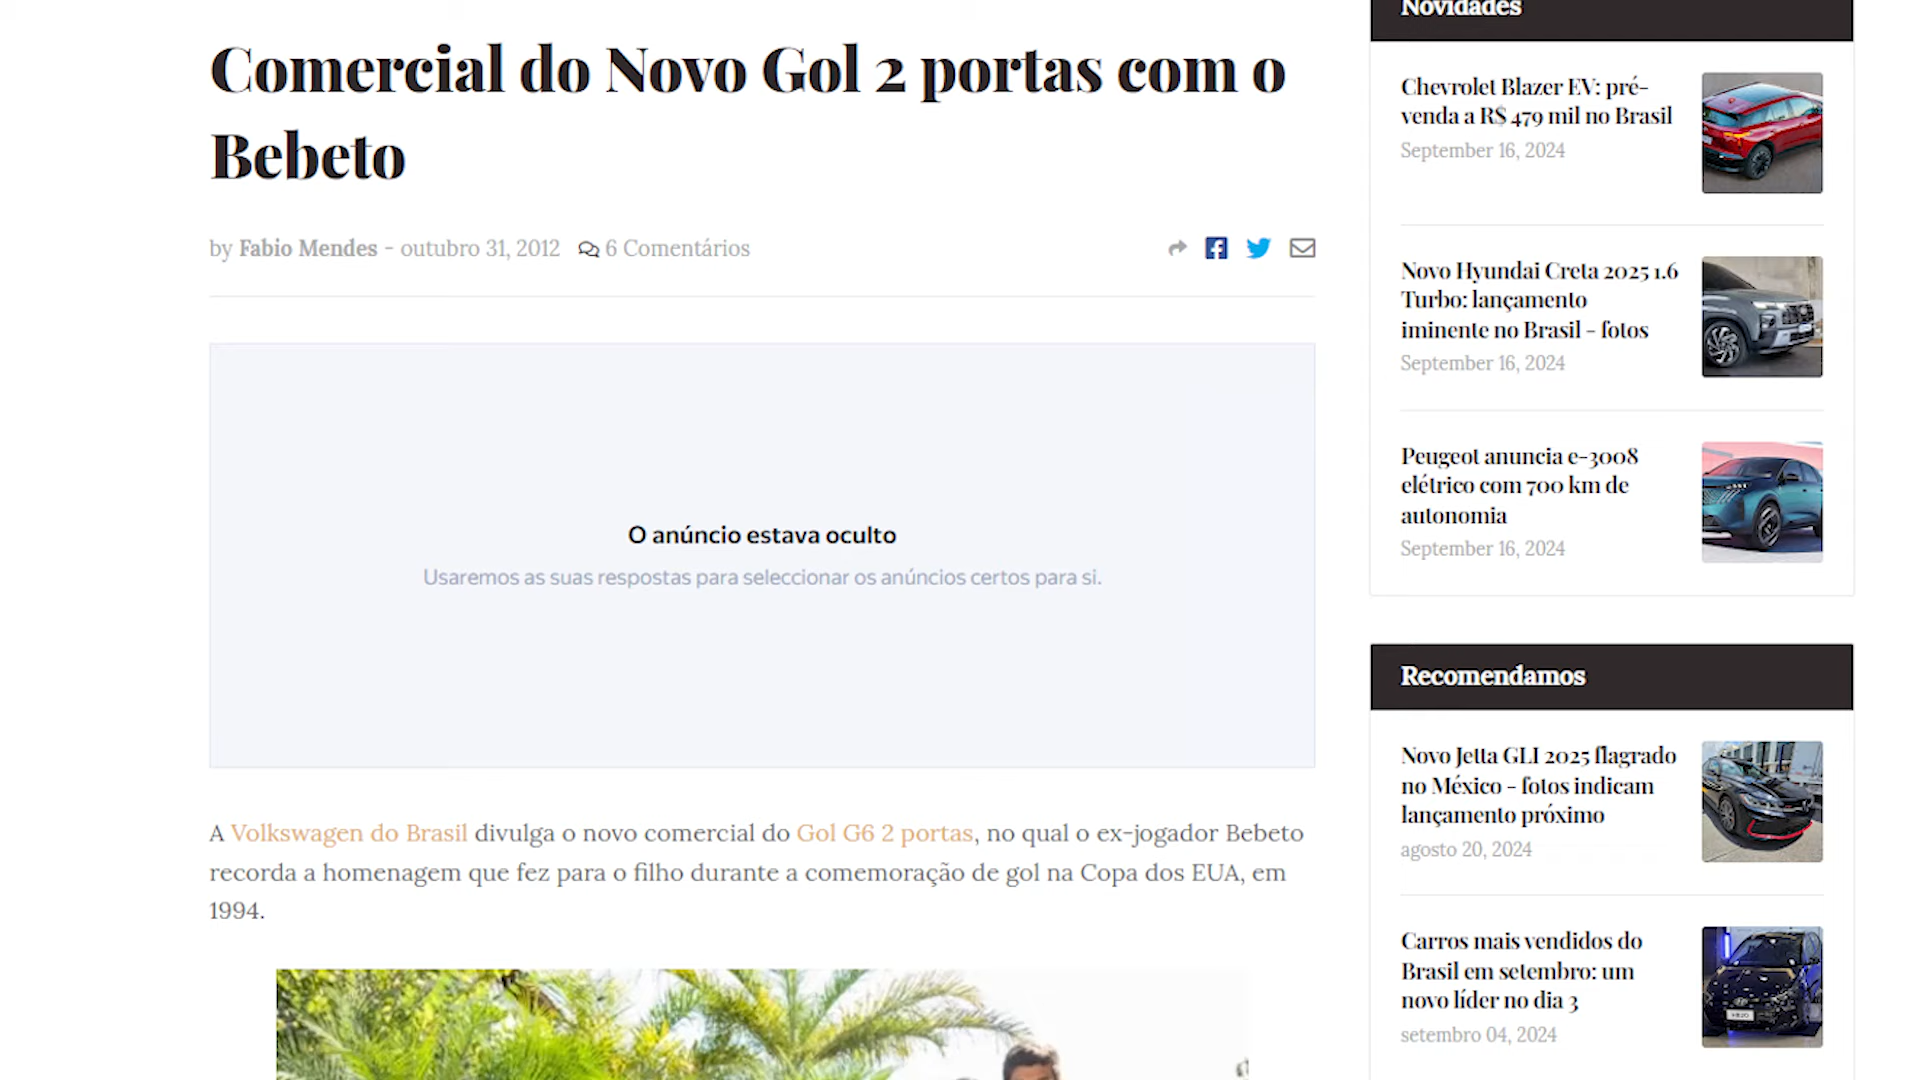 Comercial do Novo Gol 2 portas com o
Bebeto
by Fabio Mendes - outubro 31, 2012 6 Comentários
O anúncio estava oculto
Usaremos as suas respostas para seleccionar os anúncios certos para si.
A Volkswagen do Brasil divulga o novo comercial do Gol G6 2 portas, no qual o ex-jogador Bebeto
recorda a homenagem que fez para o filho durante a comemoração de gol na Copa dos EUA, em
1994.
Novidades
Chevrolet Blazer EV: pré-
venda a R$ 479 mil no Brasil
September 16, 2024
Novo Hyundai Creta 2025 1.6
Turbo: lançamento
iminente no Brasil - fotos
September 16, 2024
Peugeot anuncia e-3008
elétrico com 700 km de
autonomia
September 16, 2024
Recomendamos
Novo Jetta GLI 2025 flagrado
no México - fotos indicam
lançamento próximo
agosto 20, 2024
Carros mais vendidos do
Brasil em setembro: um
novo líder no dia 3
setembro 04, 2024